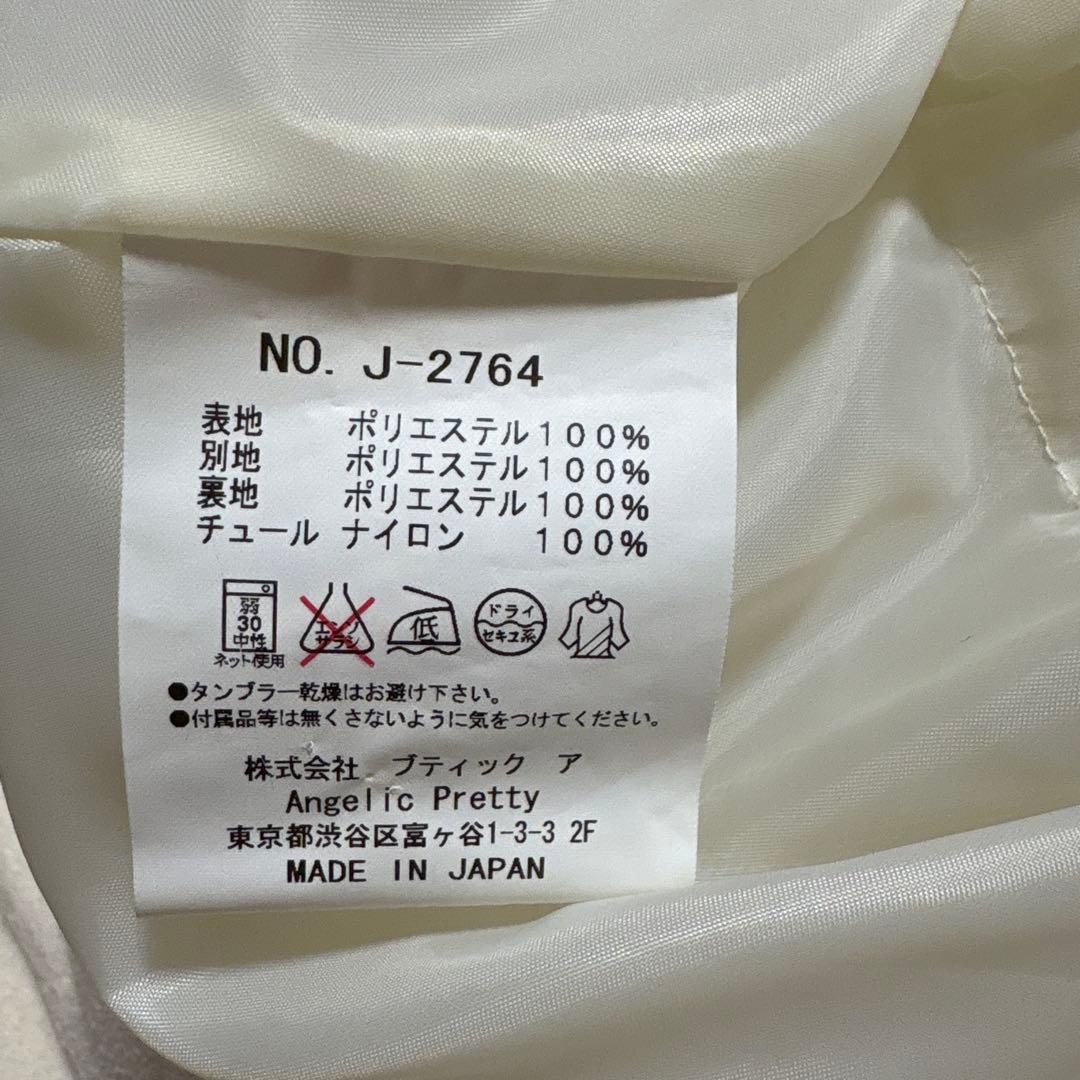 NO. J-2764
表地 ポリエステル100%
別地 ポリエステル100%
裏地 ポリエステル100%
チュール ナイロン 100%
弱
30
中性
ネット使用
エンソ
サラシ
低
ドライ
セキユ系
●タンブラー乾燥はお避け下さい。
●付属品等は無くさないように気をつけてください。
株式会社 ブティック ア
Angelic Pretty
東京都渋谷区富ヶ谷1-3-3 2F
MADE IN JAPAN